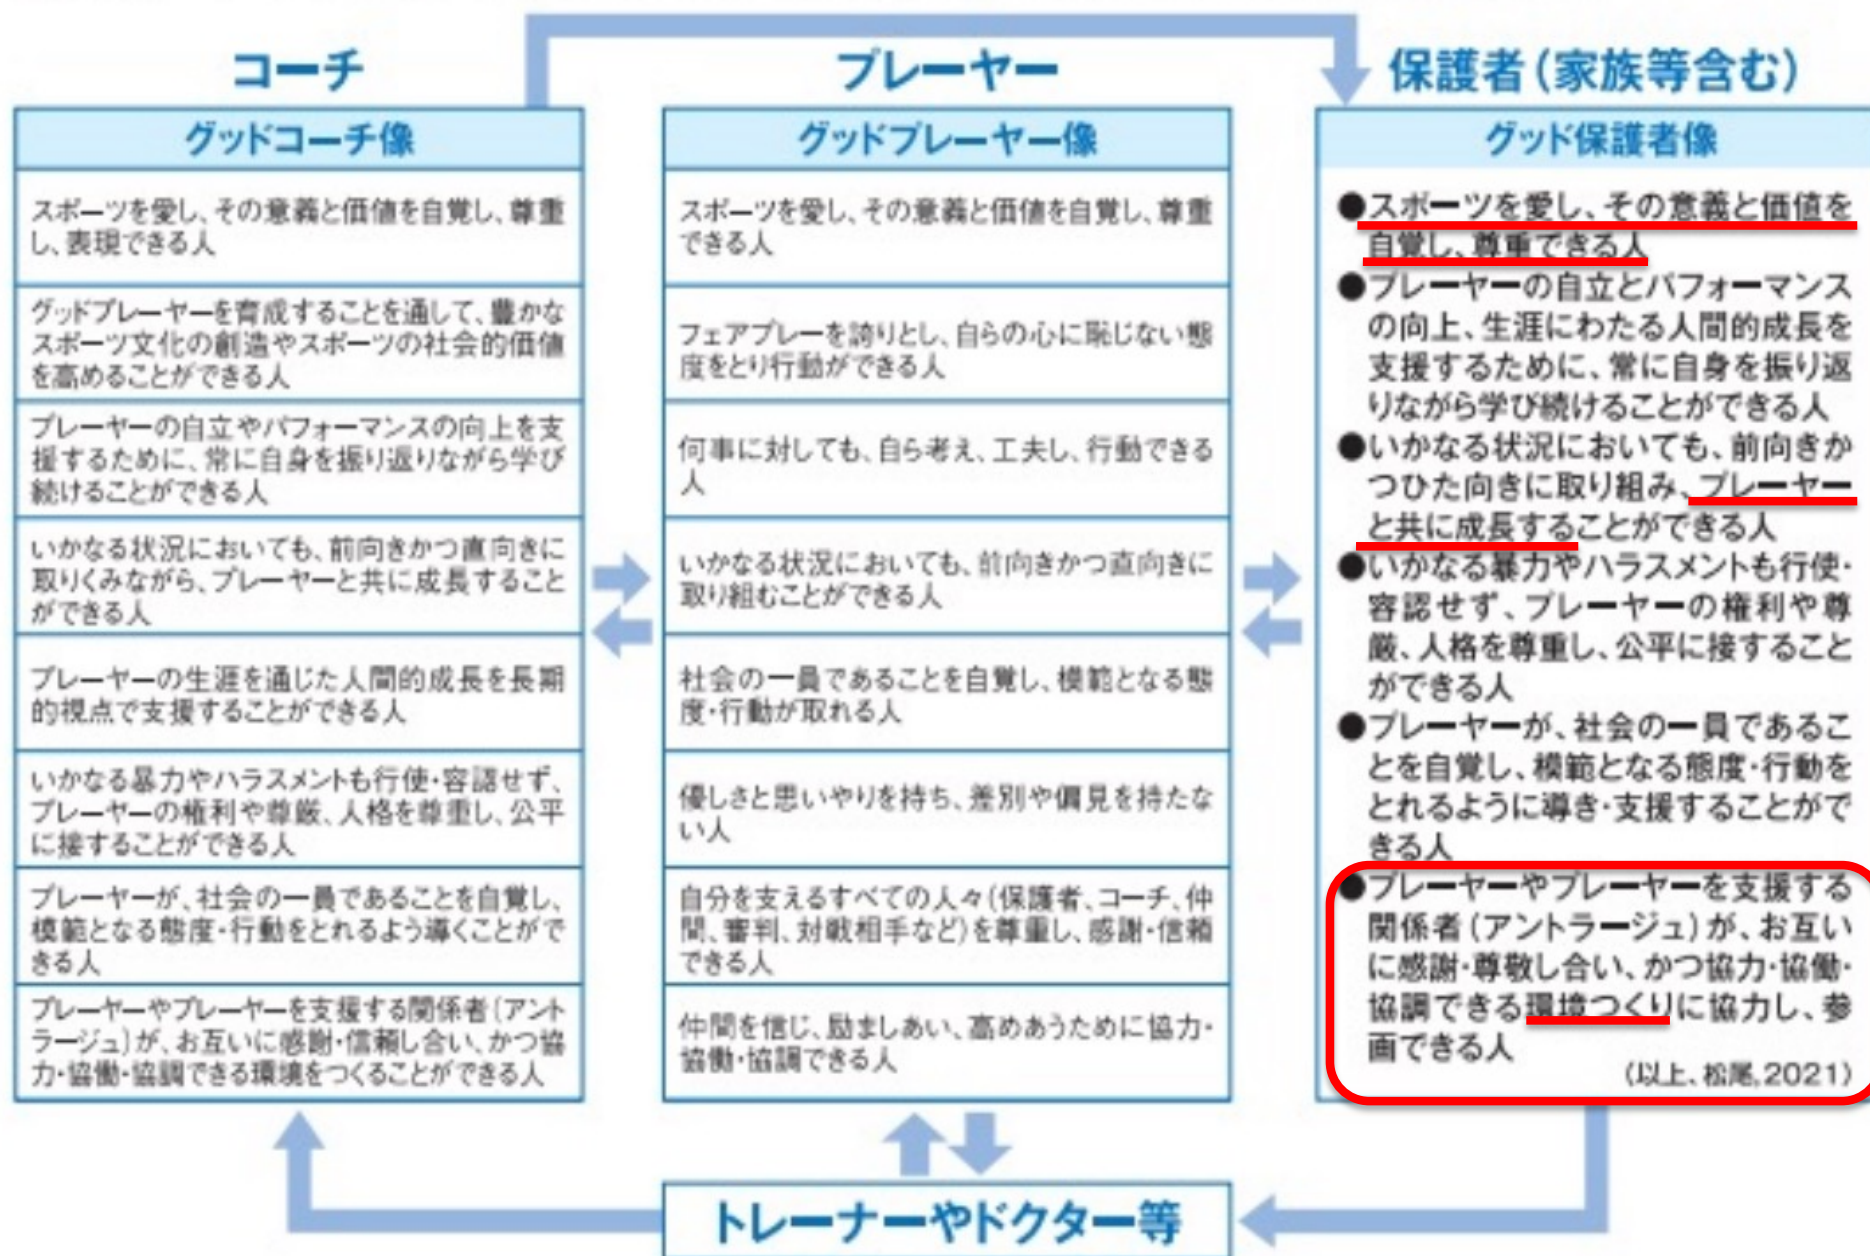 コーチ
グッドコーチ像
スポーツを愛し、その意義と価値を自覚し、尊重
し、表現できる人
グッドプレーヤーを育成することを通して、豊かな
スポーツ文化の創造やスポーツの社会的価値
を高めることができる人
プレーヤーの自立やパフォーマンスの向上を支
援するために、常に自身を振り返りながら学び
続けることができる人
いかなる状況においても、前向きかつ直向きに
取りくみながら、プレーヤーと共に成長すること
ができる人
プレーヤーの生涯を通じた人間的成長を長期
的視点で支援することができる人
いかなる暴力やハラスメントも行使・容認せず、
プレーヤーの権利や尊厳、人格を尊重し、公平
に接することができる人
プレーヤーが、社会の一員であることを自覚し、
模範となる態度・行動をとれるよう導くことがで
きる人
プレーヤーやプレーヤーを支援する関係者(アント
ラージュ)が、お互いに感謝・信頼し合い、かつ協
力・協働・協調できる環境をつくることができる人
プレーヤー
グッドプレーヤー像
スポーツを愛し、その意義と価値を自覚し、尊重
できる人
フェアプレーを誇りとし、自らの心に恥じない態
度をとり行動ができる人
何事に対しても、自ら考え、工夫し、行動できる
人
いかなる状況においても、前向きかつ直向きに
取り組むことができる人
社会の一員であることを自覚し、模範となる態
度・行動が取れる人
優しさと思いやりを持ち、差別や偏見を持たな
い人
自分を支えるすべての人々(保護者、コーチ、仲
間、審判、対戦相手など)を尊重し、感謝・信頼
できる人
仲間を信じ、励ましあい、高めあうために協力・
協働・協調できる人
保護者(家族等含む)
グッド保護者像
●スポーツを愛し、その意義と価値を
自覚し、尊重できる人
●プレーヤーの自立とパフォーマンス
の向上、生涯にわたる人間的成長を
支援するために、常に自身を振り返
りながら学び続けることができる人
●いかなる状況においても、前向きか
つひた向きに取り組み、プレーヤー
と共に成長することができる人
●いかなる暴力やハラスメントも行使・
容認せず、プレーヤーの権利や尊
厳、人格を尊重し、公平に接すること
ができる人
●プレーヤーが、社会の一員であるこ
とを自覚し、模範となる態度・行動を
とれるように導き・支援することがで
きる人
●プレーヤーやプレーヤーを支援する
関係者(アントラージュ)が、お互い
に感謝・尊敬し合い、かつ協力・協働・
協調できる環境つくりに協力し、参
画できる人
(以上、松尾,2021)
トレーナーやドクター等